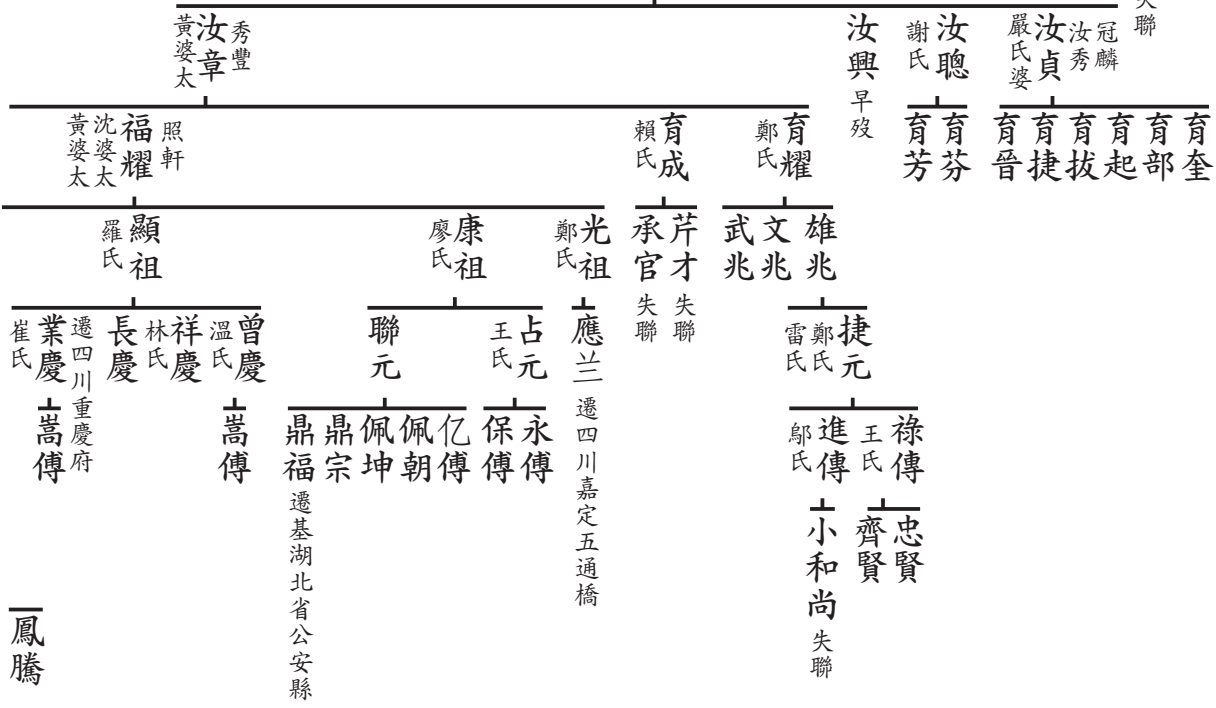 失聯
冠麟
汝秀
汝貞
嚴氏婆
汝聰
謝氏
汝興 早歿
秀豐
汝章
黃婆太
育奎
育部
育起
育拔
育捷
育晉
育芬
育芳
育耀
鄭氏
育成
賴氏
照軒
福耀
沈婆太
黃婆太
雄兆
文兆
武兆
芹才 失聯
承官 失聯
光祖
鄭氏
康祖
廖氏
顯祖
羅氏
捷元
鄭氏
雷氏
應兰 遷四川嘉定五通橋
占元
王氏
聯元
曾慶
溫氏
祥慶
林氏
長慶
遷四川重慶府
業慶
崔氏
祿傳
王氏
進傳
鄔氏
永傅
保傅
亿傅
佩朝
佩坤
鼎宗
鼎福 遷基湖北省公安縣
嵩傅
嵩傅
忠賢
齊賢
小和尚 失聯
鳳騰